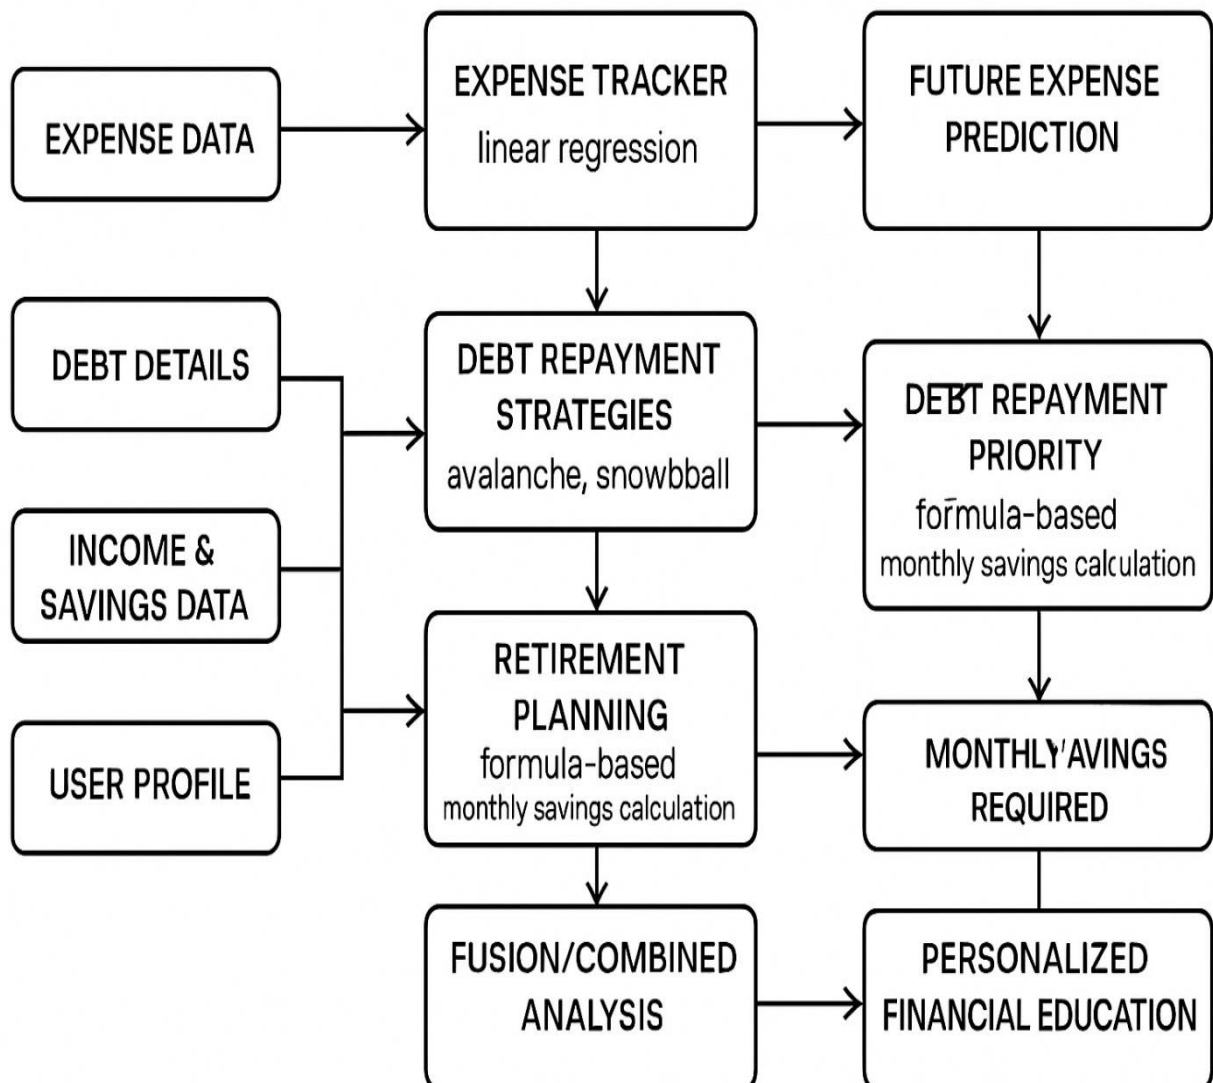 EXPENSE DATA
EXPENSE TRACKER
linear regression
FUTURE EXPENSE
PREDICTION
DEBT DETAILS
DEBT REPAYMENT
STRATEGIES
avalanche, snowbball
DEBT REPAYMENT
PRIORITY
formula-based
monthly savings calculation
INCOME &
SAVINGS DATA
RETIREMENT
PLANNING
formula-based
monthly savings calculation
USER PROFILE
MONTHLY'AVINGS
REQUIRED
FUSION/COMBINED
ANALYSIS
PERSONALIZED
FINANCIAL EDUCATION